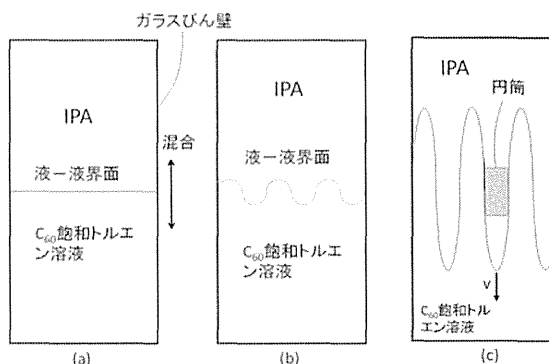 ガラスびん壁
IPA
混合
液－液界面
C60飽和トルエ
ン溶液
(a)
IPA
液－液界面
C60飽和トルエ
ン溶液
(b)
IPA
円筒
v
C60飽和トル
エン溶液
(c)